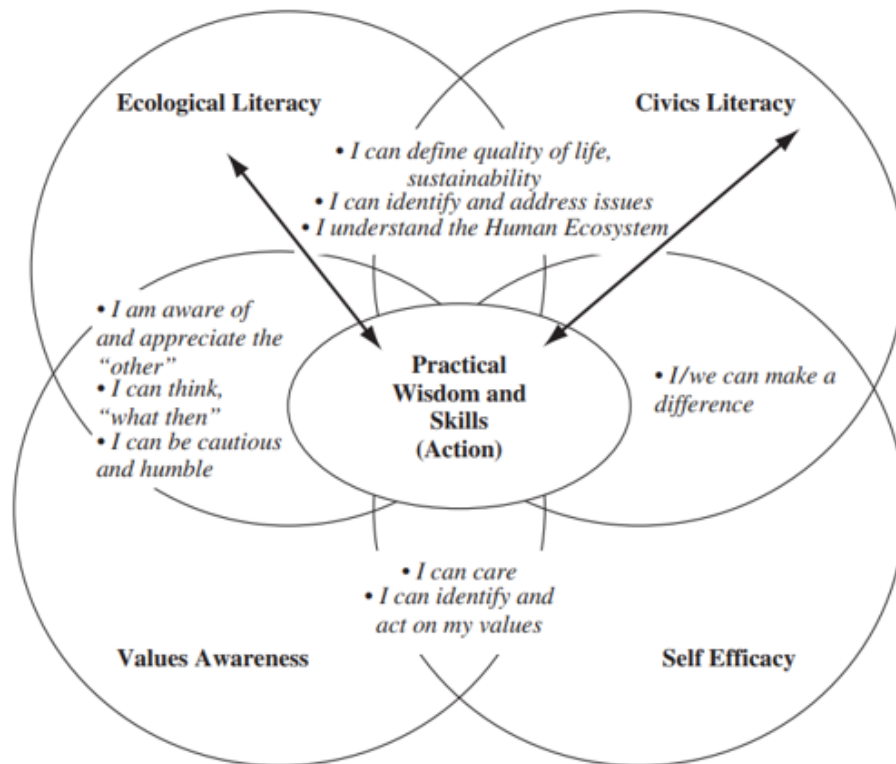 Ecological Literacy
Civics Literacy
• I can define quality of life,
sustainability
• I can identify and address issues
• I understand the Human Ecosystem
• I am aware of
and appreciate the
“other”
• I can think,
“what then”
• I can be cautious
and humble
Practical
Wisdom and
Skills
(Action)
• I/we can make a
difference
• I can care
• I can identify and
act on my values
Values Awareness
Self Efficacy